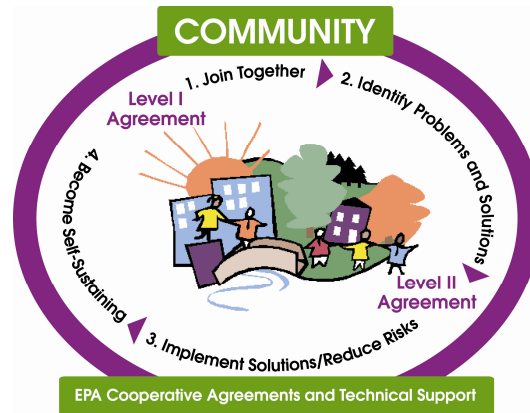 COMMUNITY
1. Join Together
2. Identify Problems and Solutions
Level I
Agreement
Level II
Agreement
3. Implement Solutions/Reduce Risks
4. Become Self-Sustaining
EPA Cooperative Agreements and Technical Support